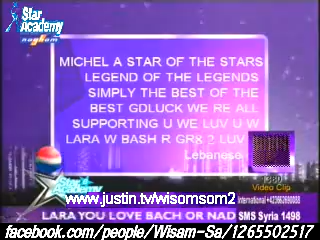 Star
Academy
nagham
MICHEL A STAR OF THE STARS
LEGEND OF THE LEGENDS
SIMPLY THE BEST OF THE
BEST GDLUCK WE RE ALL
SUPPORTING U WE LUV U W
LARA W BASH R GR8 2 LUV
Lebanese
Video Clip
Star
Academy
www.justin.tv/wisomsom2
LARA YOU LOVE BACH OR NAD SMS Syria 1498
facebook.com/people/Wisam-Sa/1265502517